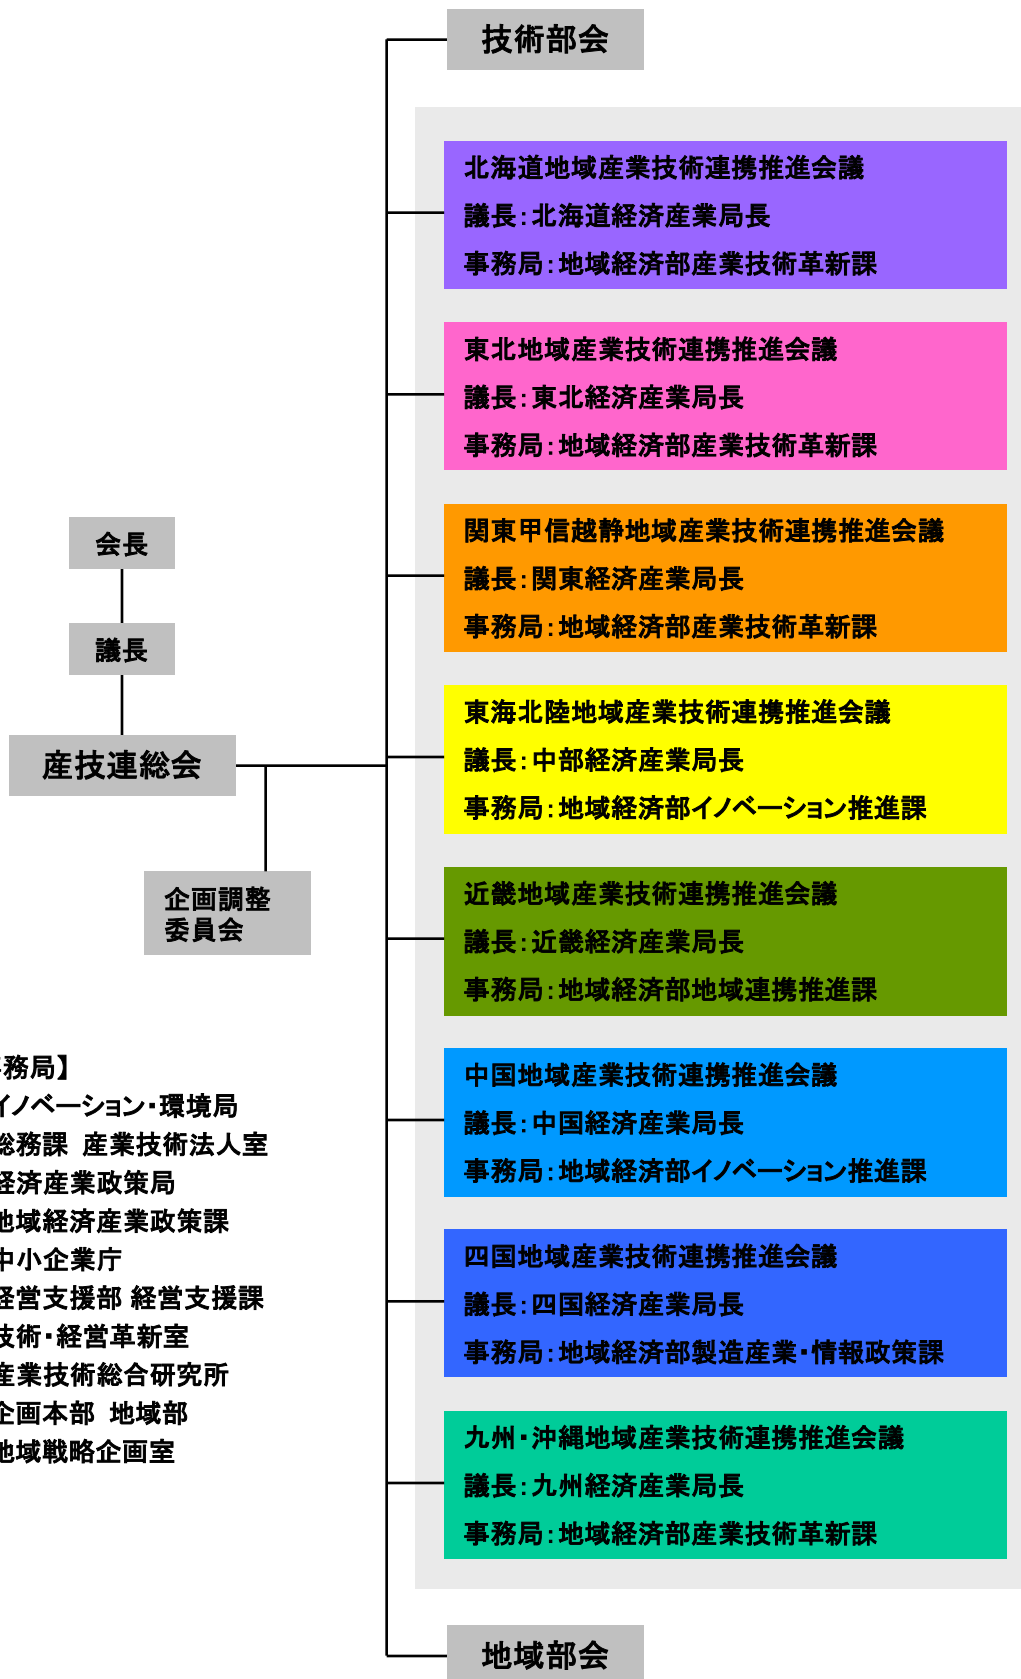 技術部会
北海道地域産業技術連携推進会議
議長：北海道経済産業局長
事務局：地域経済部産業技術革新課
東北地域産業技術連携推進会議
議長：東北経済産業局長
事務局：地域経済部産業技術革新課
関東甲信越静地域産業技術連携推進会議
議長：関東経済産業局長
事務局：地域経済部産業技術革新課
東海北陸地域産業技術連携推進会議
議長：中部経済産業局長
事務局：地域経済部イノベーション推進課
近畿地域産業技術連携推進会議
議長：近畿経済産業局長
事務局：地域経済部地域連携推進課
中国地域産業技術連携推進会議
議長：中国経済産業局長
事務局：地域経済部イノベーション推進課
四国地域産業技術連携推進会議
議長：四国経済産業局長
事務局：地域経済部製造産業・情報政策課
九州・沖縄地域産業技術連携推進会議
議長：九州経済産業局長
事務局：地域経済部産業技術革新課
地域部会
会長
議長
産技連総会
企画調整
委員会
務局】
イノベーション・環境局
総務課 産業技術法人室
経済産業政策局
地域経済産業政策課
中小企業庁
経営支援部 経営支援課
技術・経営革新室
産業技術総合研究所
企画本部 地域部
地域戦略企画室